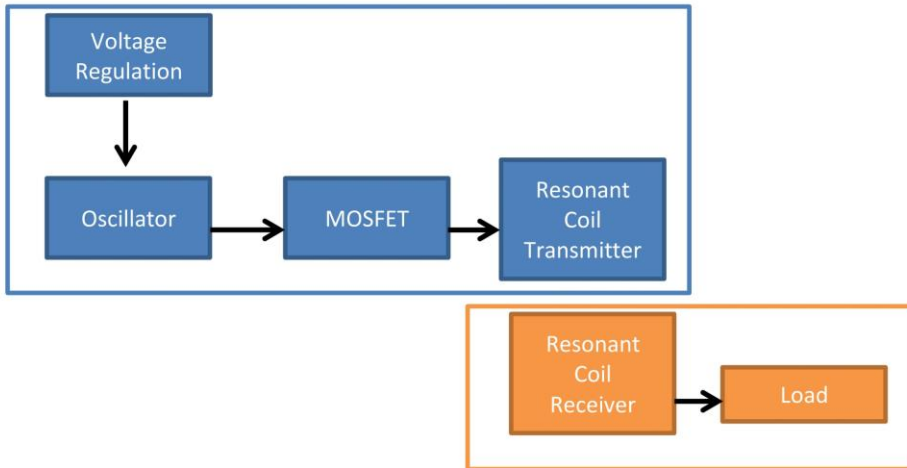 Voltage
Regulation
Oscillator
MOSFET
Resonant
Coil
Transmitter
Resonant
Coil
Receiver
Load